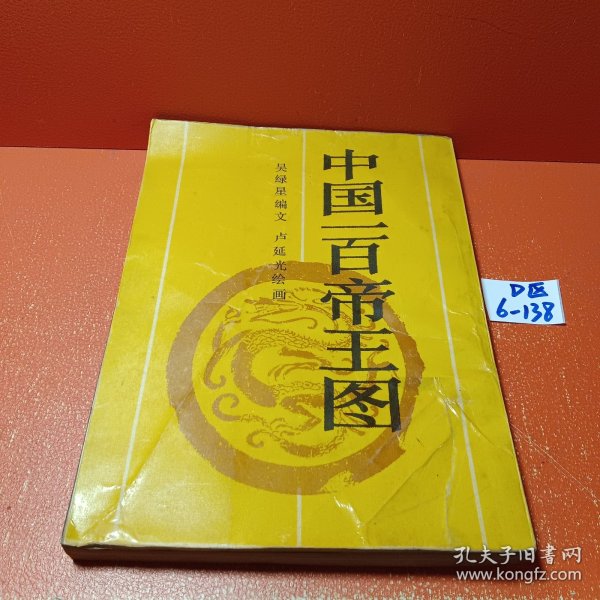 中国一百帝王图
吴绿星编文 卢延光绘画
D区
6-138
孔夫子旧書网
www.kongfz.com